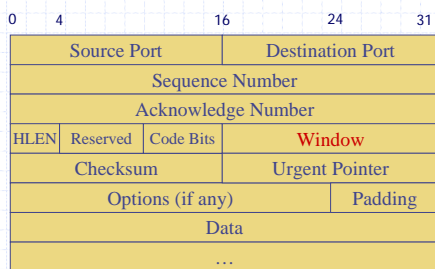 0 4 16 24 31
Source Port Destination Port
Sequence Number
Acknowledge Number
HLEN Reserved Code Bits Window
Checksum Urgent Pointer
Options (if any) Padding
Data
…